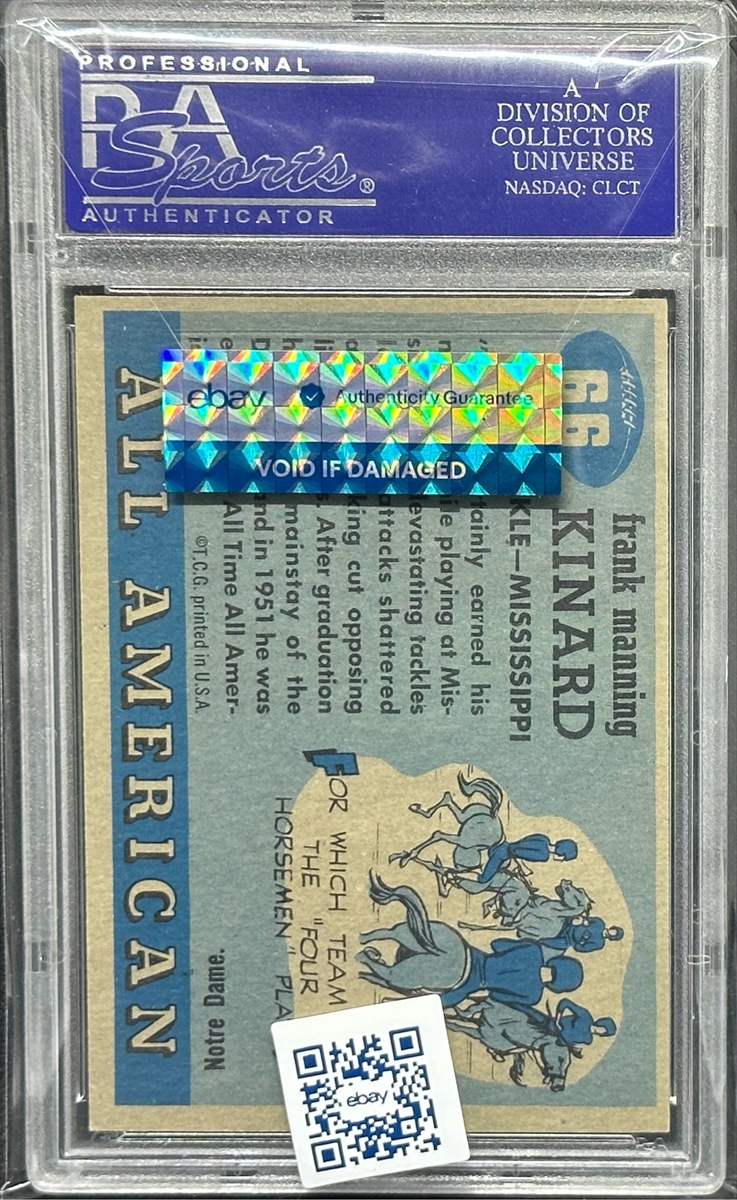 PROFESSIONAL
PSA
Sports®
AUTHENTICATOR
A
DIVISION OF
COLLECTORS
UNIVERSE
NASDAQ: CLCT
ebay Authenticity Guarantee
VOID IF DAMAGED
66
frank manning
KINARD
KLE—MISSISSIPPI
tainly earned his
ile playing at Mis-
evastating tackles
attacks shattered
king cut opposing
s. After graduation
mainstay of the
nd in 1951 he was
All Time All Amer-
©T.C.G. printed in U.S.A.
FOR WHICH TEAM
THE "FOUR
HORSEMEN" PLA
Notre Dame.
ALL AMERICAN
ebay